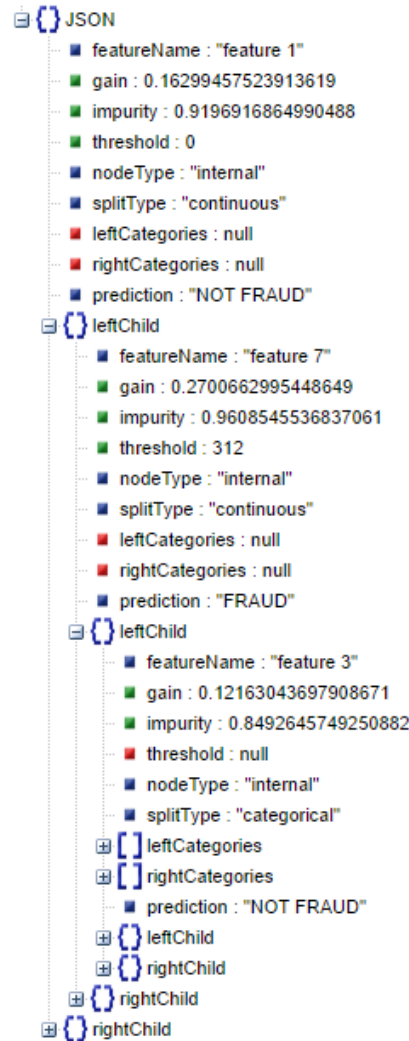 JSON
featureName : "feature 1"
gain : 0.16299457523913619
impurity : 0.9196916864990488
threshold : 0
nodeType : "internal"
splitType : "continuous"
leftCategories : null
rightCategories : null
prediction : "NOT FRAUD"
leftChild
featureName : "feature 7"
gain : 0.2700662995448649
impurity : 0.9608545536837061
threshold : 312
nodeType : "internal"
splitType : "continuous"
leftCategories : null
rightCategories : null
prediction : "FRAUD"
leftChild
featureName : "feature 3"
gain : 0.12163043697908671
impurity : 0.8492645749250882
threshold : null
nodeType : "internal"
splitType : "categorical"
leftCategories
rightCategories
prediction : "NOT FRAUD"
leftChild
rightChild
rightChild
rightChild